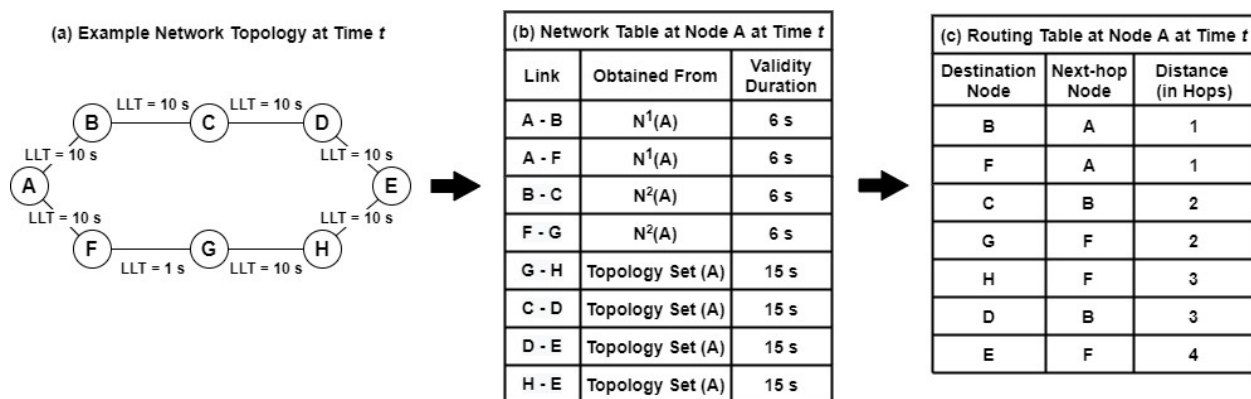 (a) Example Network Topology at Time t
LLT = 10 s LLT = 10 s
B C D
LLT = 10 s LLT = 10 s
A E
LLT = 10 s LLT = 10 s
F G H
LLT = 1 s LLT = 10 s
(b) Network Table at Node A at Time t
Link Obtained From Validity Duration
A - B N¹(A) 6 s
A - F N¹(A) 6 s
B - C N²(A) 6 s
F - G N²(A) 6 s
G - H Topology Set (A) 15 s
C - D Topology Set (A) 15 s
D - E Topology Set (A) 15 s
H - E Topology Set (A) 15 s
(c) Routing Table at Node A at Time t
Destination Node Next-hop Node Distance (in Hops)
B A 1
F A 1
C B 2
G F 2
H F 3
D B 3
E F 4